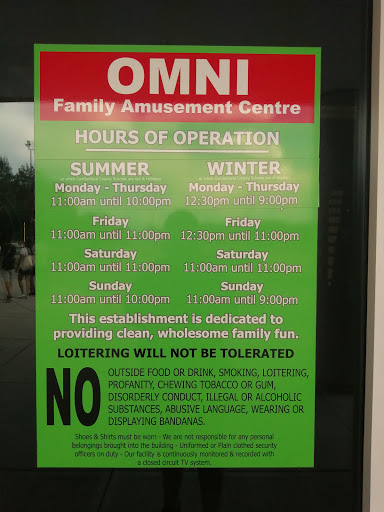 OMNI
Family Amusement Centre
HOURS OF OPERATION
SUMMER WINTER
Monday - Thursday Monday - Thursday
11:00am until 10:00pm 12:30pm until 9:00pm
Friday Friday
11:00am until 11:00pm 12:30pm until 11:00pm
Saturday Saturday
11:00am until 11:00pm 11:00am until 11:00pm
Sunday Sunday
11:00am until 10:00pm 11:00am until 9:00pm
This establishment is dedicated to
providing clean, wholesome family fun.
LOITERING WILL NOT BE TOLERATED
NO OUTSIDE FOOD OR DRINK, SMOKING, LOITERING,
PROFANITY, CHEWING TOBACCO OR GUM,
DISORDERLY CONDUCT, ILLEGAL OR ALCOHOLIC
SUBSTANCES, ABUSIVE LANGUAGE, WEARING OR
DISPLAYING BANDANAS.
Shoes & Shirts must be worn - We are not responsible for any personal
belongings brought into the building - Uniformed or Plain clothed security
officers on duty - Our facility is continuously monitored & recorded with
a closed circuit TV system.